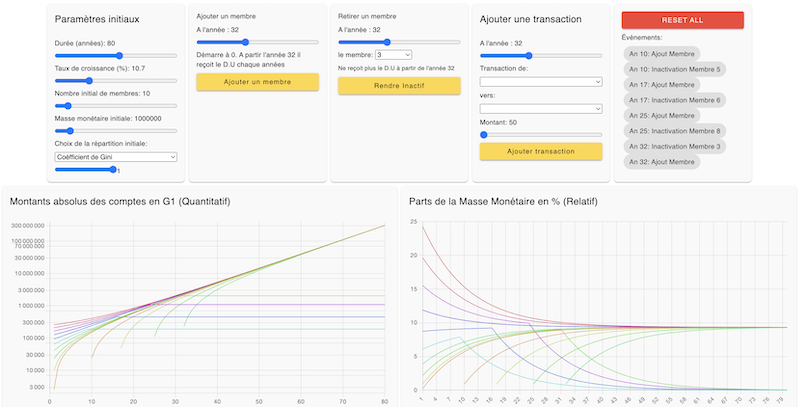 Paramètres initiaux
Durée (années): 80
Taux de croissance (%): 10.7
Nombre initial de membres: 10
Masse monétaire initiale: 1000000
Choix de la répartition initiale:
Coéfficient de Gini
1
Ajouter un membre
A l'année : 32
Démarre à 0. A partir de l'année 32 il
reçoit le D.U chaque années
Ajouter un membre
Retirer un membre
A l'année : 32
le membre: 3
Ne reçoit plus le D.U à partir de l'année 32
Rendre Inactif
Ajouter une transaction
A l'année : 32
Transaction de:
vers:
Montant: 50
Ajouter transaction
RESET ALL
Évènements:
An 10: Ajout Membre
An 10: Inactivation Membre 5
An 17: Ajout Membre
An 17: Inactivation Membre 6
An 25: Ajout Membre
An 25: Inactivation Membre 8
An 32: Inactivation Membre 3
An 32: Ajout Membre
Montants absolus des comptes en G1 (Quantitatif)
300 000 000
70 000 000
30 000 000
10 000 000
3 000 000
1 000 000
300 000
100 000
30 000
10 000
3 000
0 10 20 30 40 50 60 70 80
Parts de la Masse Monétaire en % (Relatif)
25
20
15
10
5
0
1 4 7 10 13 16 19 22 25 28 31 34 37 40 43 46 49 52 55 58 61 64 67 70 73 76 79